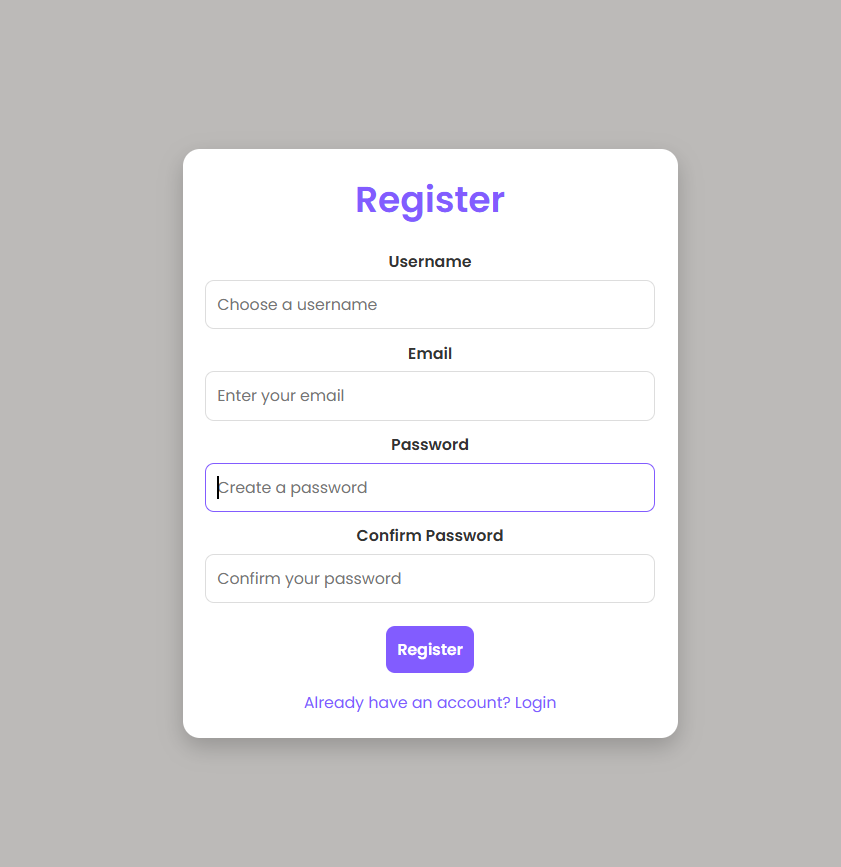 Register
Username
Choose a username
Email
Enter your email
Password
Create a password
Confirm Password
Confirm your password
Register
Already have an account? Login